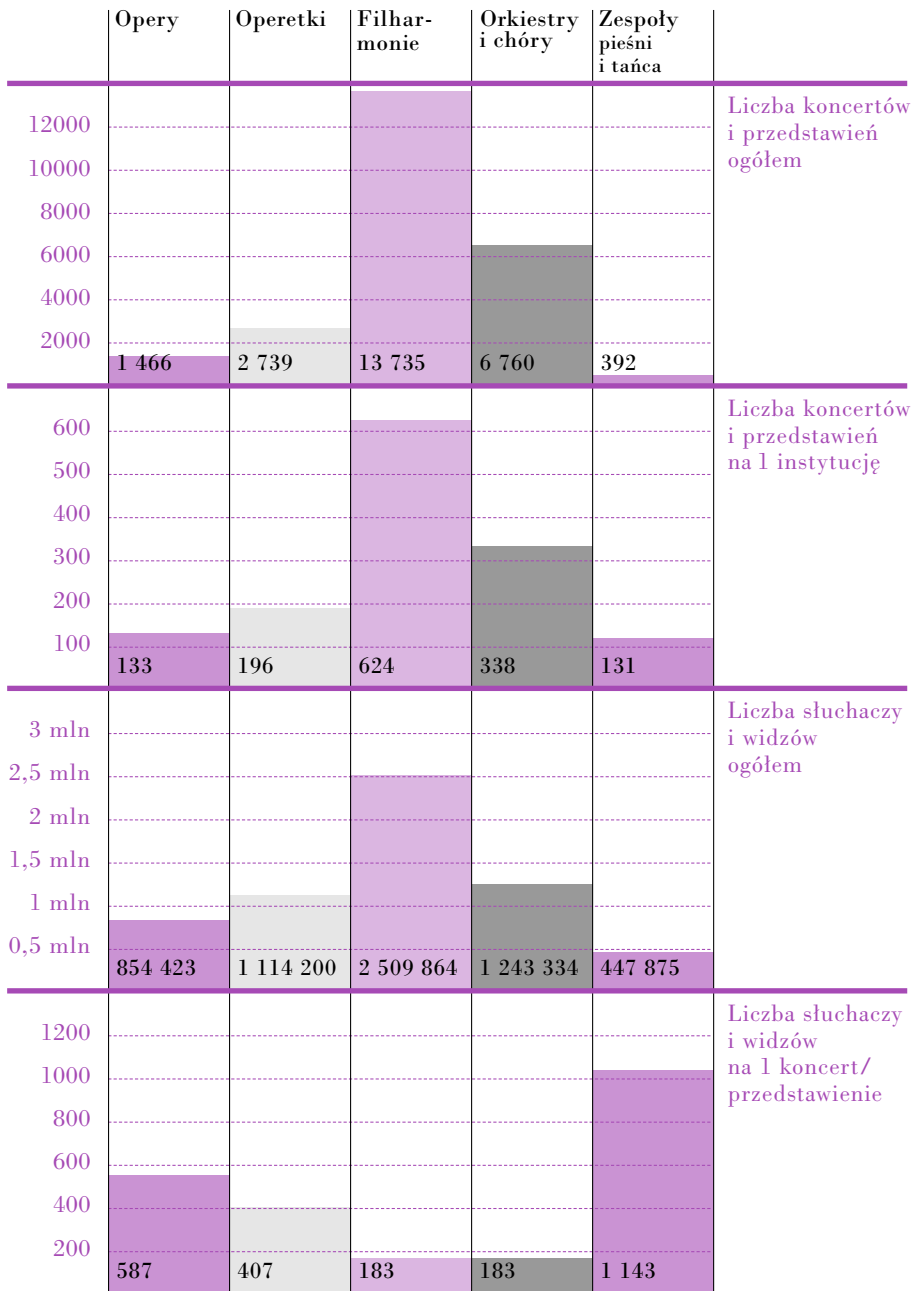 Opery
Operetki
Filhar-
monie
Orkiestry
i chóry
Zespoły
pieśni
i tańca
Liczba koncertów
i przedstawień
ogółem
12000
10000
8000
6000
4000
2000
1 466
2 739
13 735
6 760
392
Liczba koncertów
i przedstawień
na 1 instytucję
600
500
400
300
200
100
133
196
624
338
131
Liczba słuchaczy
i widzów
ogółem
3 mln
2,5 mln
2 mln
1,5 mln
1 mln
0,5 mln
854 423
1 114 200
2 509 864
1 243 334
447 875
Liczba słuchaczy
i widzów
na 1 koncert/
przedstawienie
1200
1000
800
600
400
200
587
407
183
183
1 143